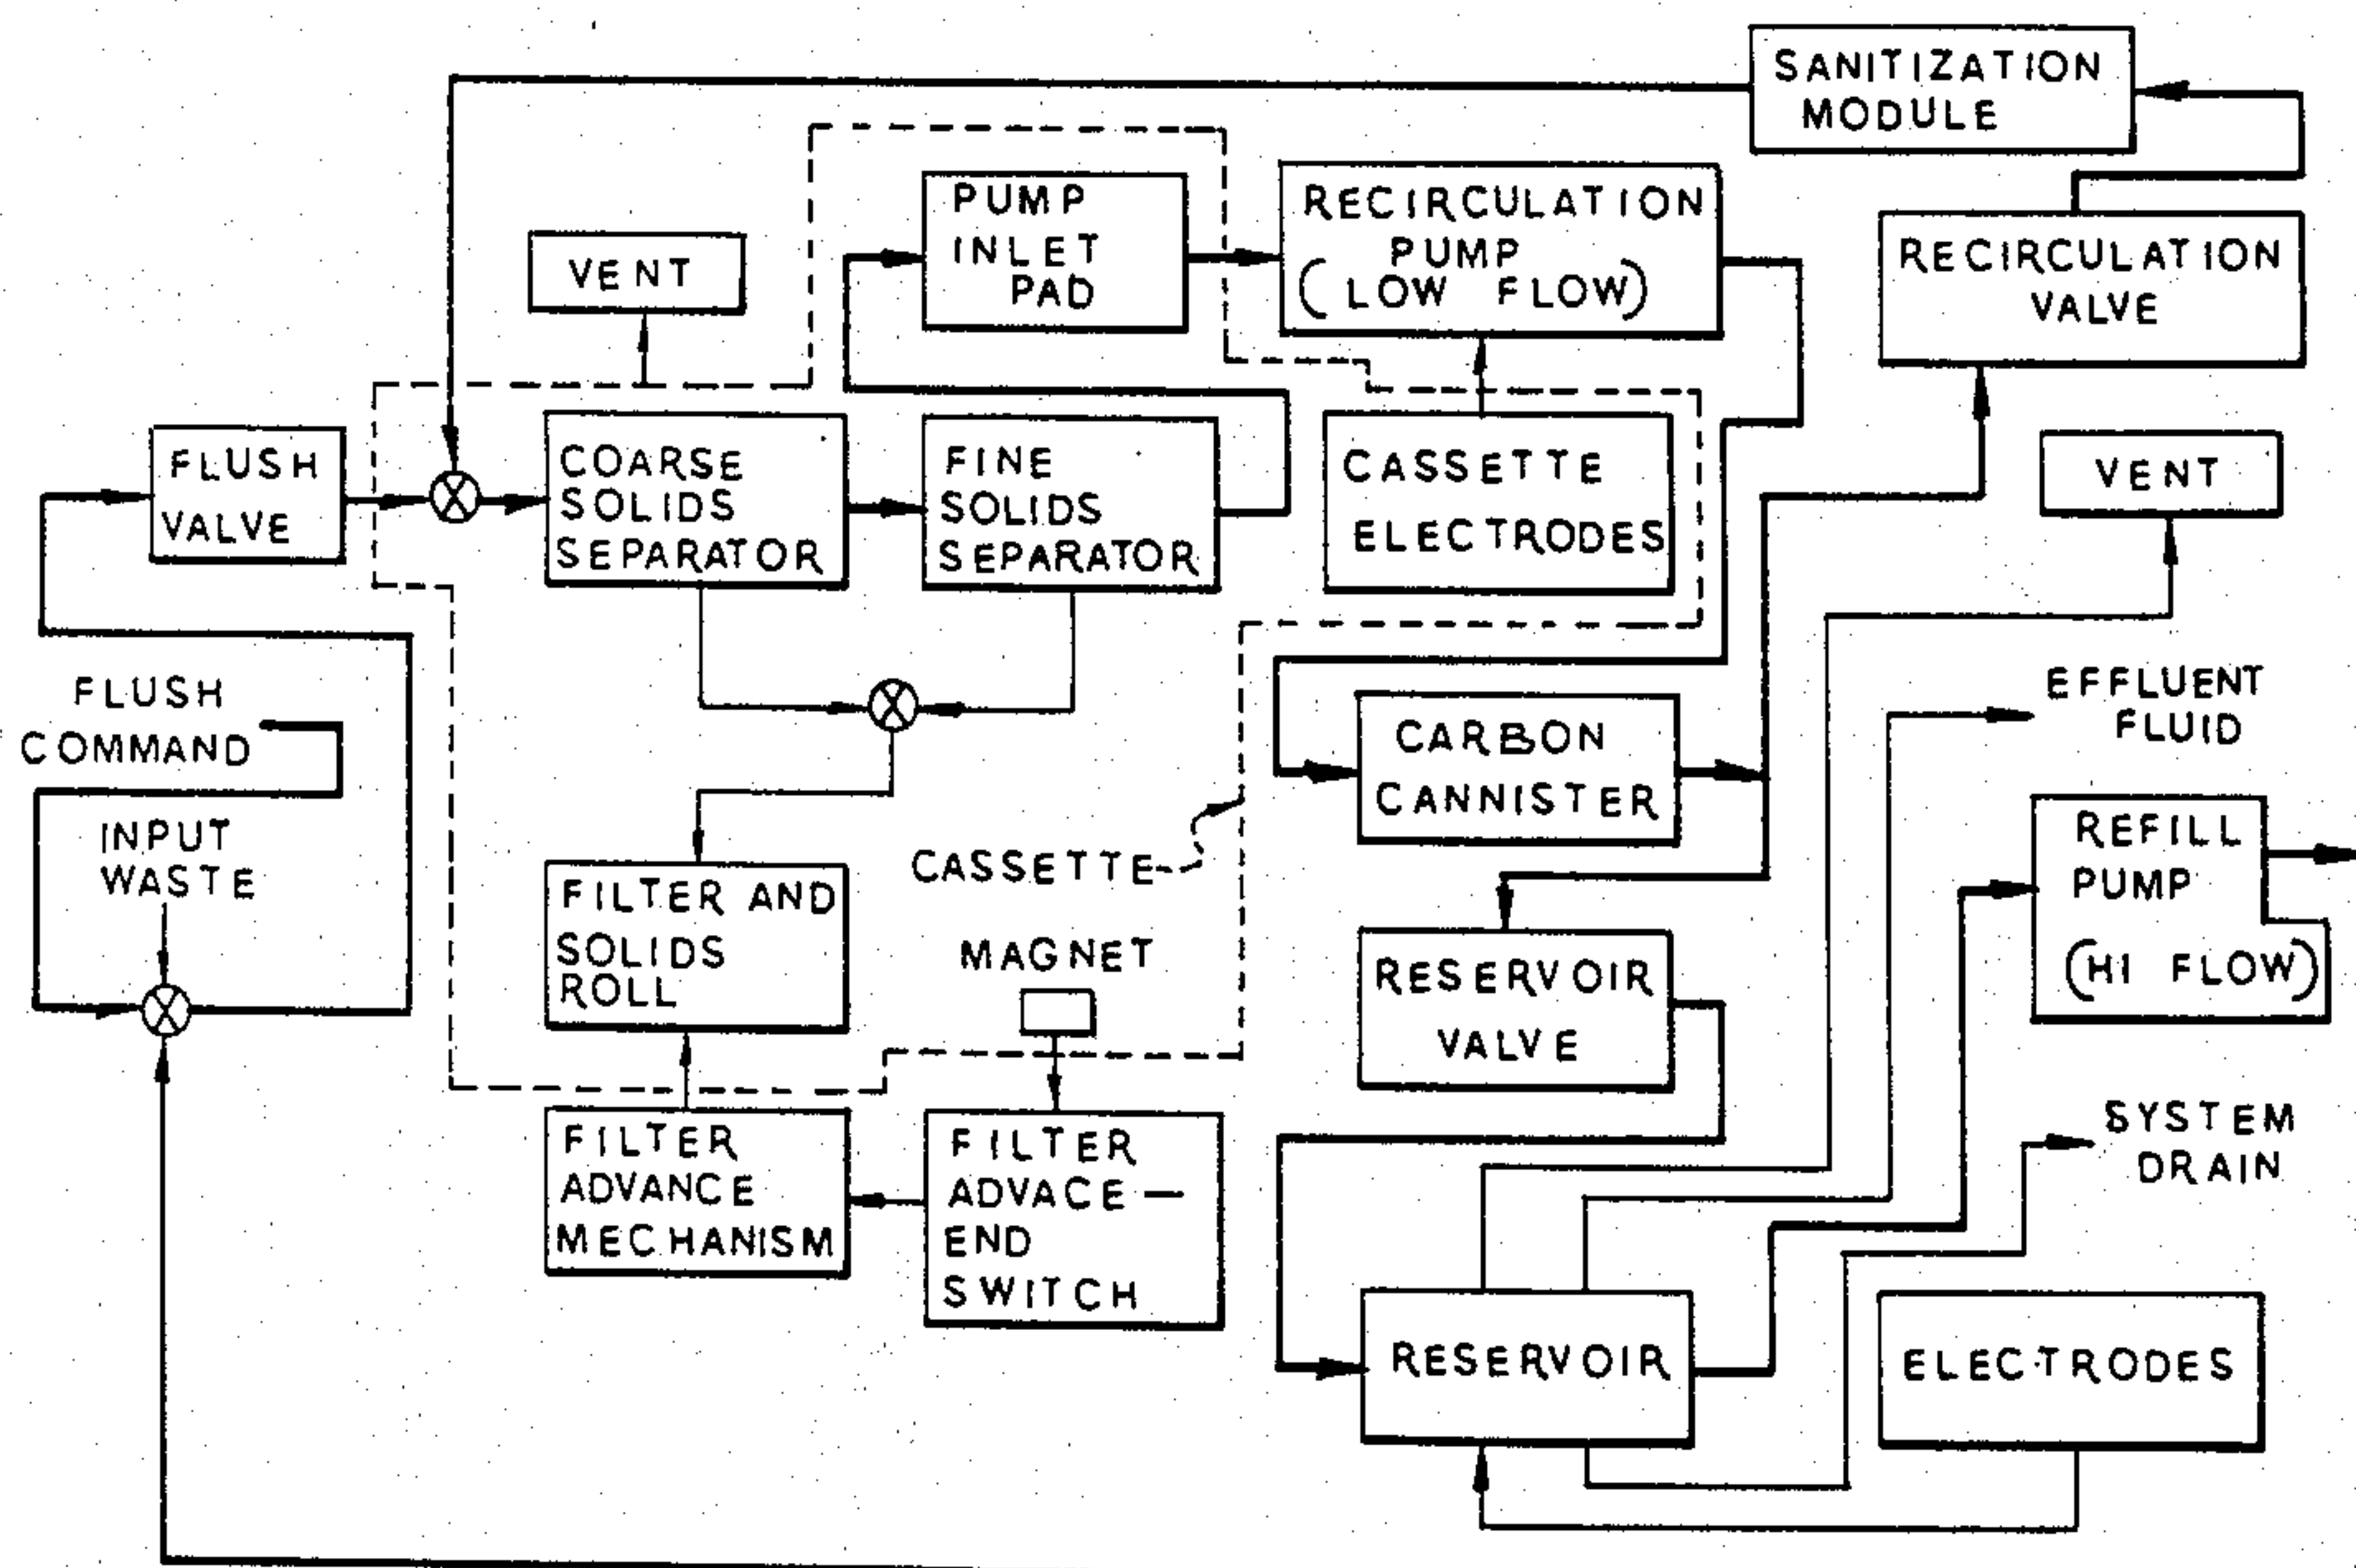 SANITIZATION
MODULE
PUMP
INLET
PAD
RECIRCULATION
PUMP
(LOW FLOW)
RECIRCULATION
VALVE
VENT
FLUSH
VALVE
COARSE
SOLIDS
SEPARATOR
FINE
SOLIDS
SEPARATOR
CASSETTE
ELECTRODES
VENT
FLUSH
COMMAND
INPUT
WASTE
EFFLUENT
FLUID
CARBON
CANNISTER
REFILL
PUMP
(HI FLOW)
CASSETTE
FILTER AND
SOLIDS
ROLL
MAGNET
RESERVOIR
VALVE
SYSTEM
DRAIN
FILTER
ADVANCE
MECHANISM
FILTER
ADVACE—
END
SWITCH
RESERVOIR
ELECTRODES